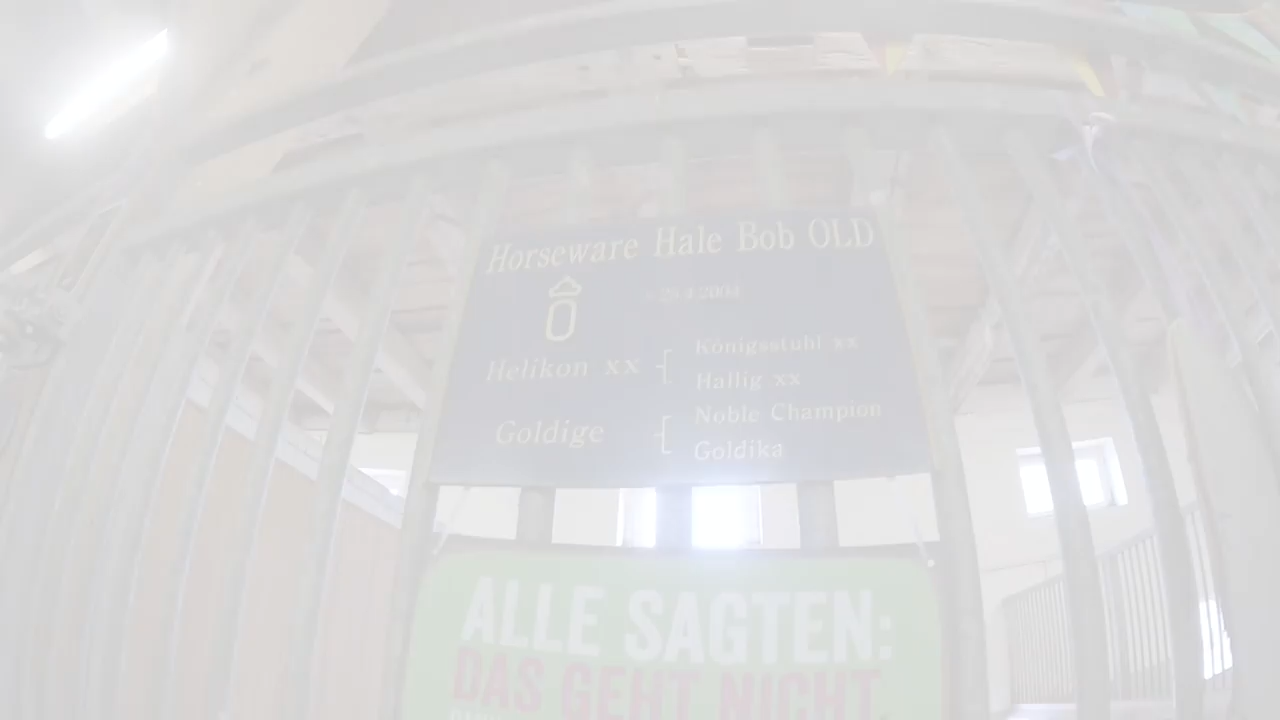 Horseware Hale Bob OLD
Helikon xx
Königsstuhl xx
Hallig xx
Goldige
Noble Champion
Goldika
ALLE SAGTEN:
DAS GEHT NICHT.